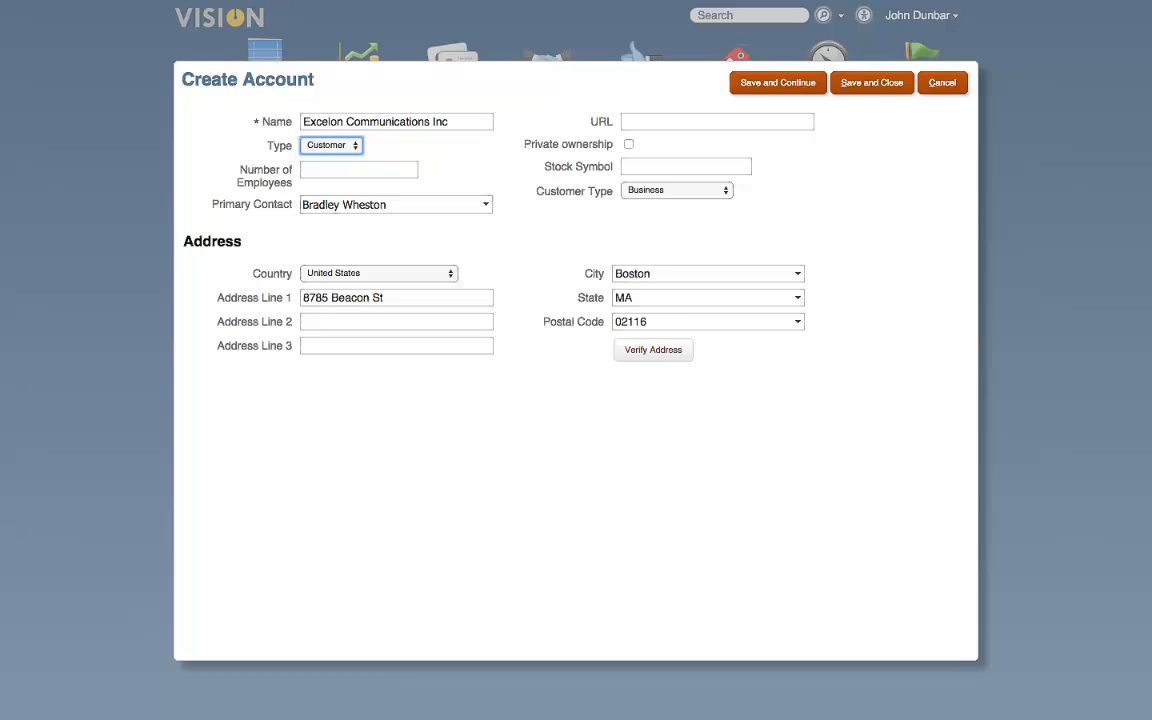 VISION
Search
John Dunbar
Create Account
Save and Continue
Save and Close
Cancel
* Name Excelon Communications Inc
URL
Type Customer
Private ownership
Number of Employees
Stock Symbol
Customer Type Business
Primary Contact Bradley Wheston
Address
Country United States
City Boston
Address Line 1 8785 Beacon St
State MA
Address Line 2
Postal Code 02116
Address Line 3
Verify Address